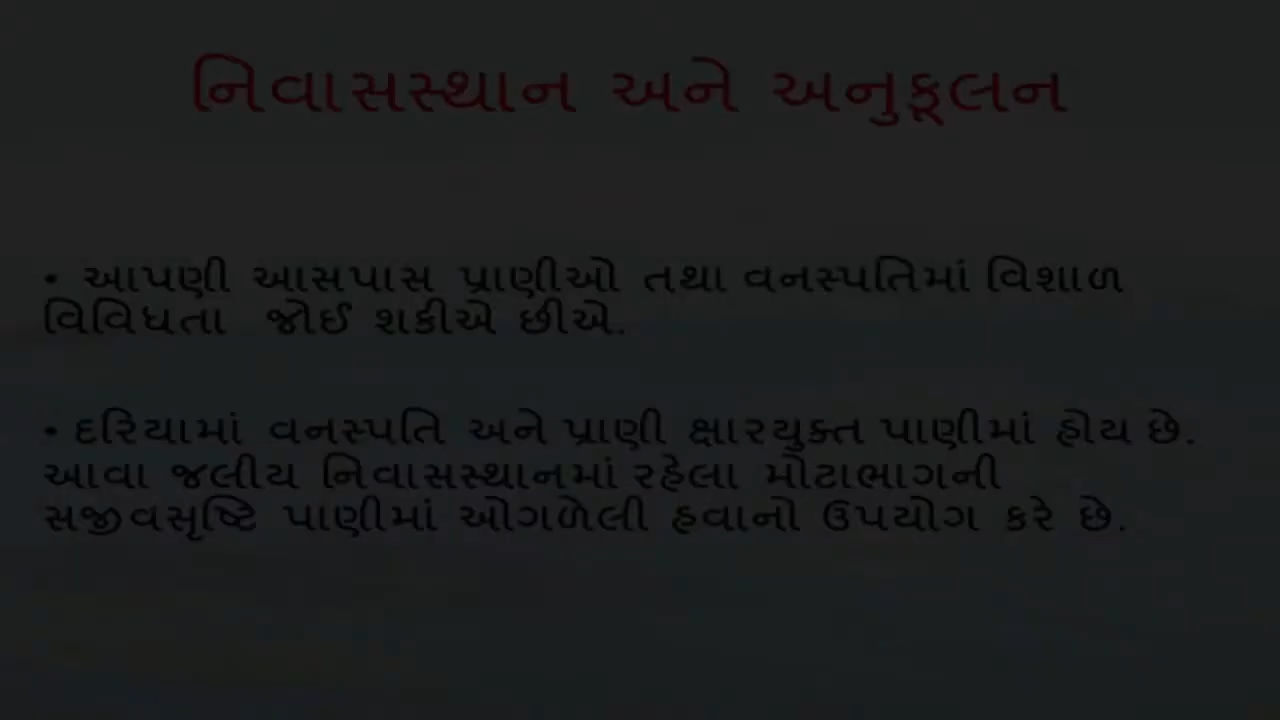 નિવાસસ્થાન અને અનુકૂલન
• આપણી આસપાસ પ્રાણીઓ તથા વનસ્પતિમાં વિશાળ
વિવિધતા જોઈ શકીએ છીએ.
• દરિયામાં વનસ્પતિ અને પ્રાણી ક્ષારયુક્ત પાણીમાં હોય છે.
આવા જલીય નિવાસસ્થાનમાં રહેલા મોટાભાગની
સજીવસૃષ્ટિ પાણીમાં ઓગળેલી હવાનો ઉપયોગ કરે છે.